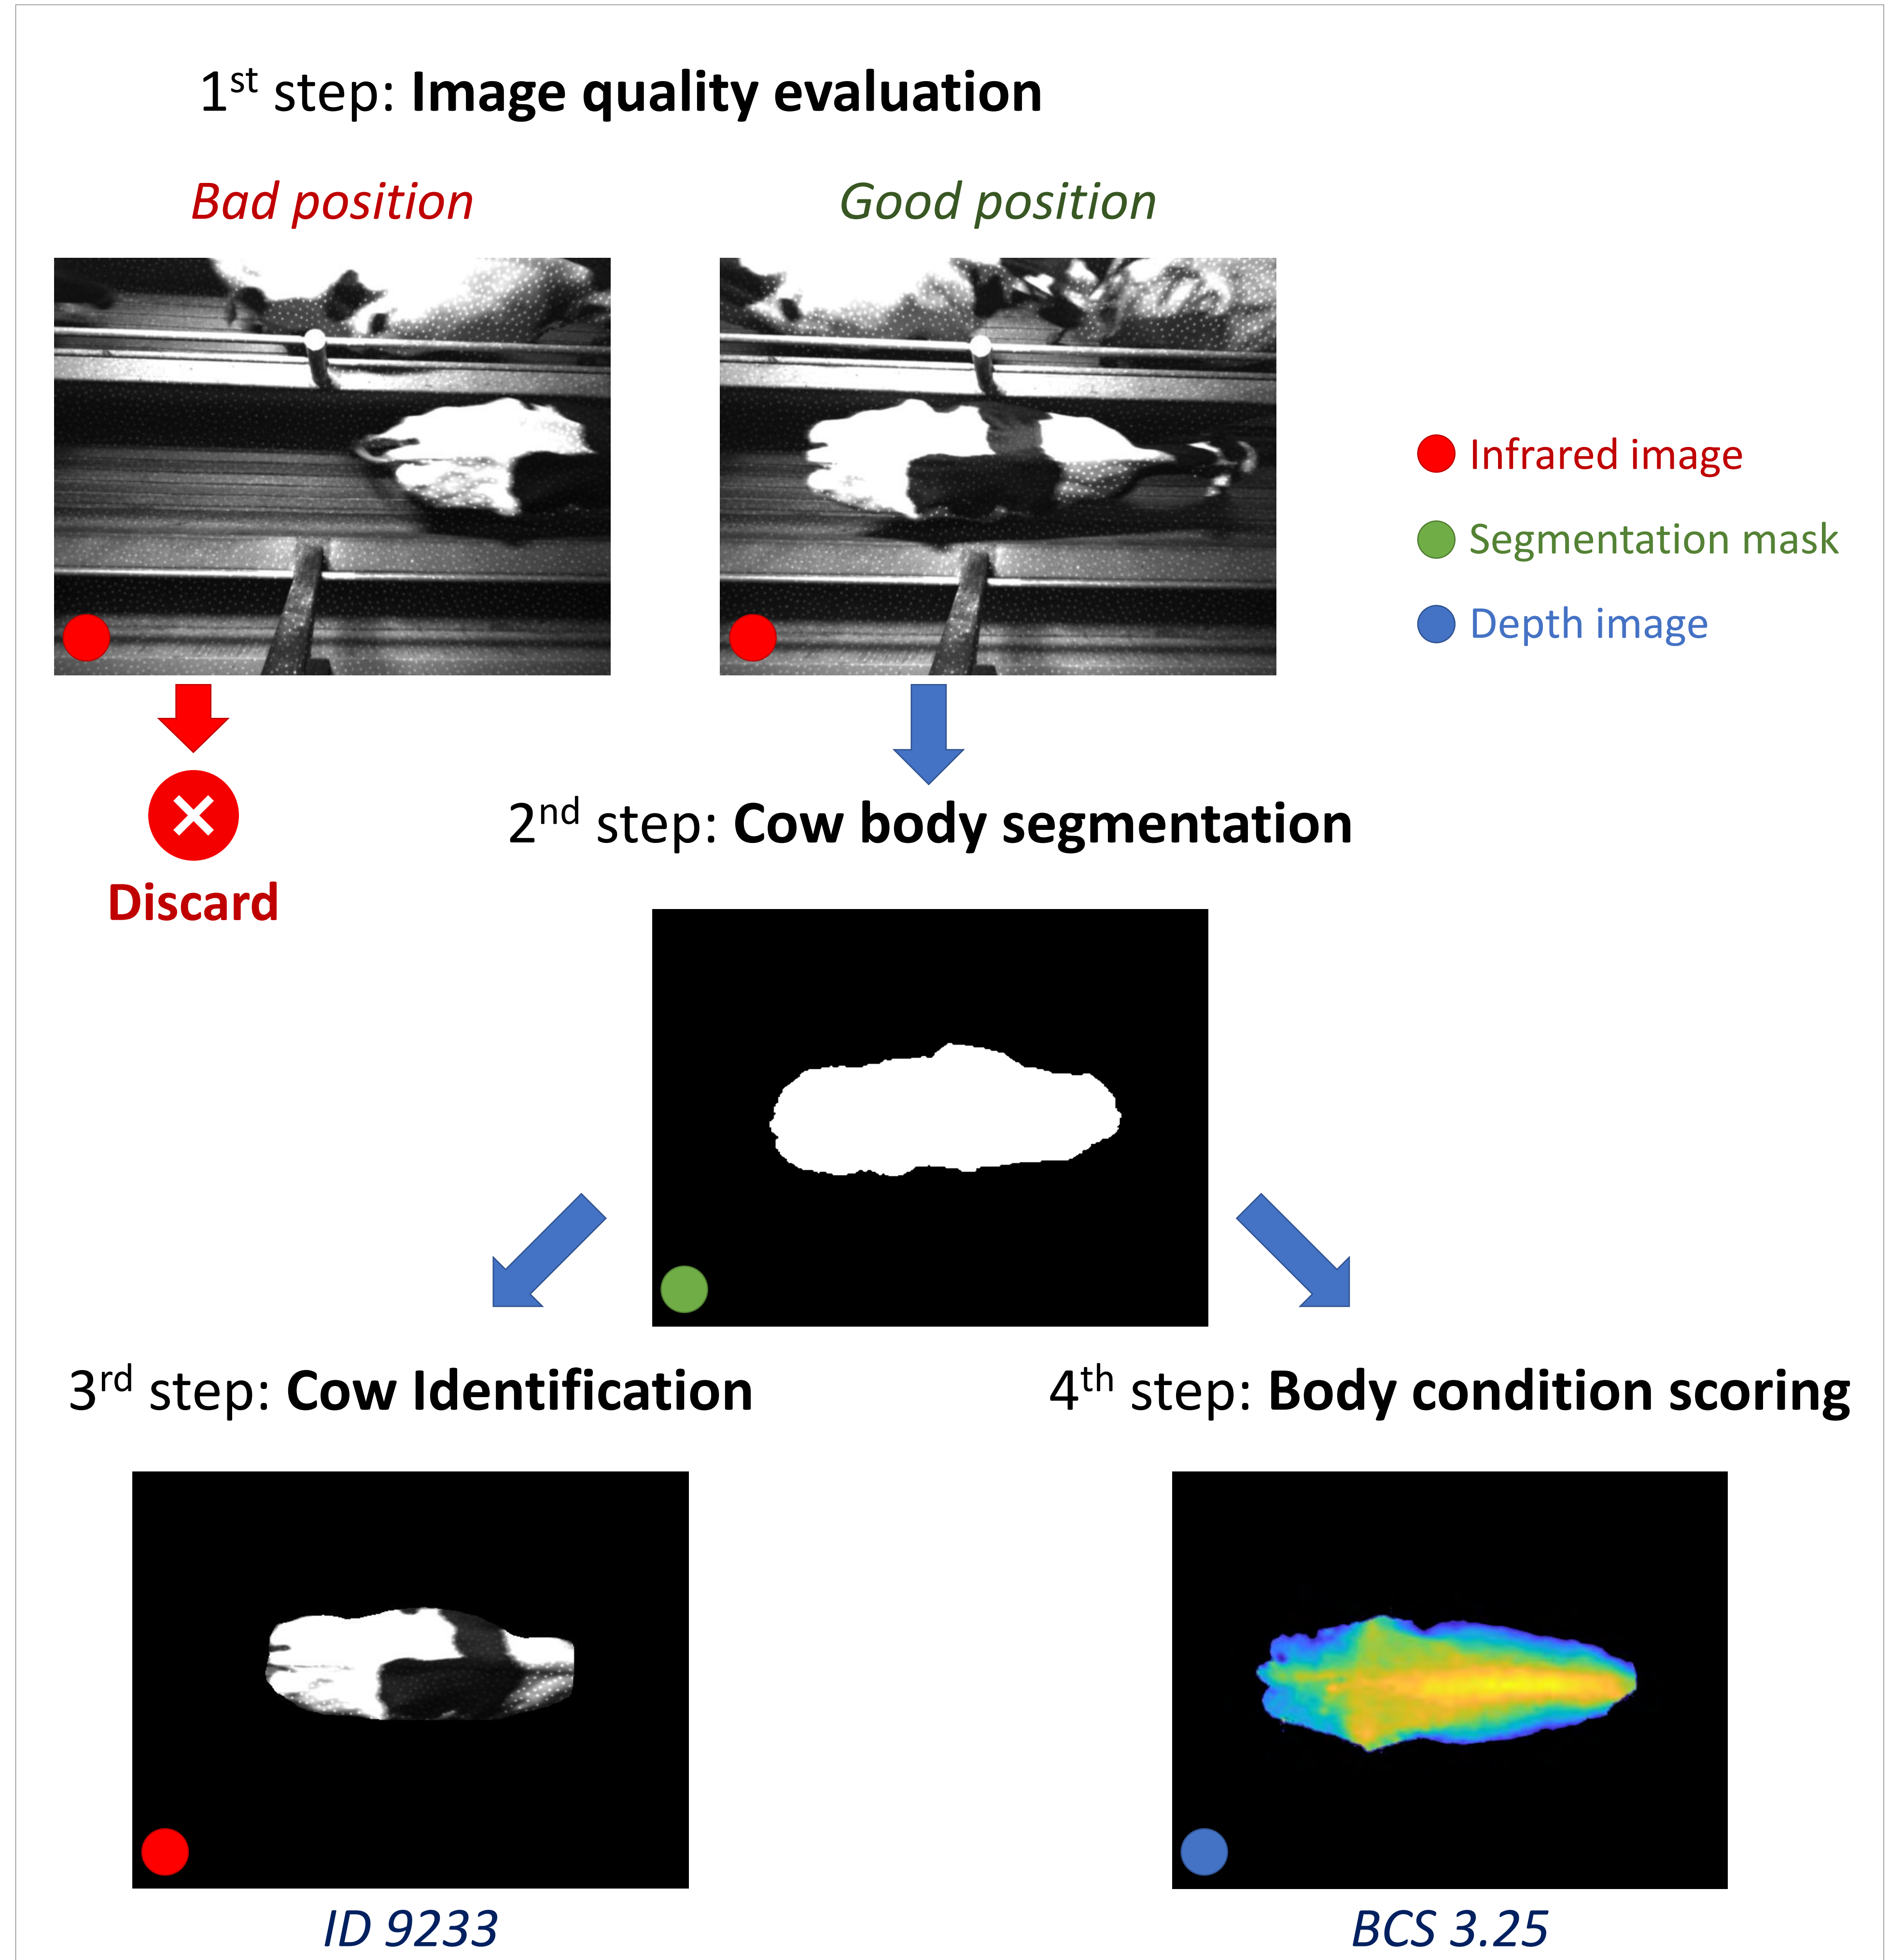 1st step: Image quality evaluation
Bad position
Good position
Infrared image
Segmentation mask
Depth image
Discard
2nd step: Cow body segmentation
3rd step: Cow Identification
4th step: Body condition scoring
ID 9233
BCS 3.25